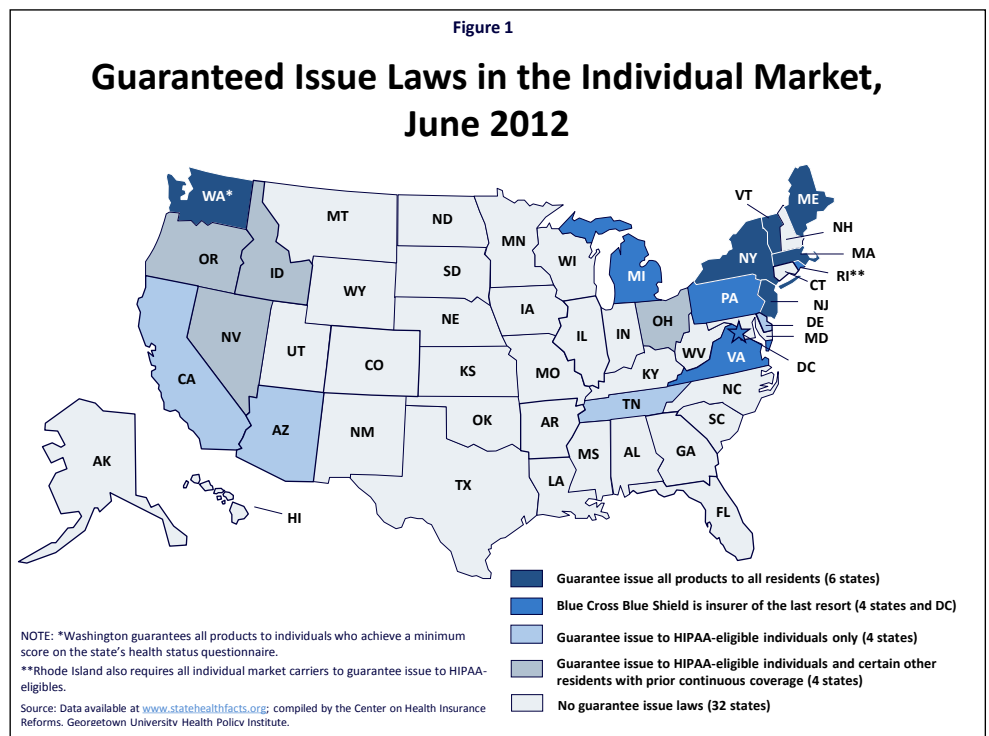 Figure 1
Guaranteed Issue Laws in the Individual Market,
June 2012
WA*
MT
ND
MN
VT
ME
NH
OR
ID
SD
WI
NY
MA
MI
RI**
WY
CT
PA
NJ
IA
NE
OH
DE
NV
IL
IN
MD
UT
WV
VA
CO
DC
CA
KS
MO
KY
NC
TN
OK
AZ
NM
AR
SC
MS
AL
GA
AK
TX
LA
FL
HI
Guarantee issue all products to all residents (6 states)
Blue Cross Blue Shield is insurer of the last resort (4 states and DC)
Guarantee issue to HIPAA-eligible individuals only (4 states)
Guarantee issue to HIPAA-eligible individuals and certain other
residents with prior continuous coverage (4 states)
No guarantee issue laws (32 states)
NOTE: *Washington guarantees all products to individuals who achieve a minimum
score on the state's health status questionnaire.
**Rhode Island also requires all individual market carriers to guarantee issue to HIPAA-
eligibles.
Source: Data available at www.statehealthfacts.org; compiled by the Center on Health Insurance
Reforms. Georgetown University Health Policy Institute.